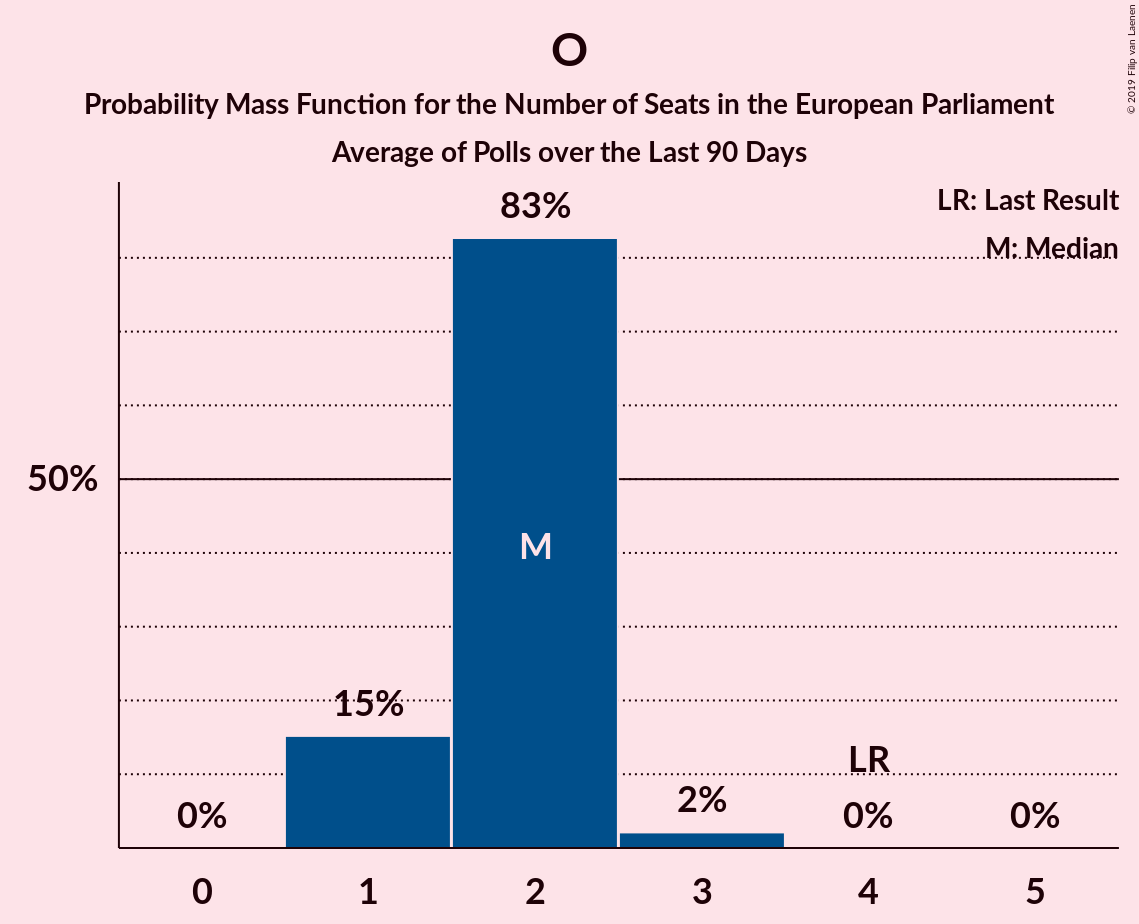 O
Probability Mass Function for the Number of Seats in the European Parliament
Average of Polls over the Last 90 Days
© 2019 Filip van Laenen
LR: Last Result
M: Median
83%
50%
M
15%
LR
2%
0%
0%
0%
0 1 2 3 4 5